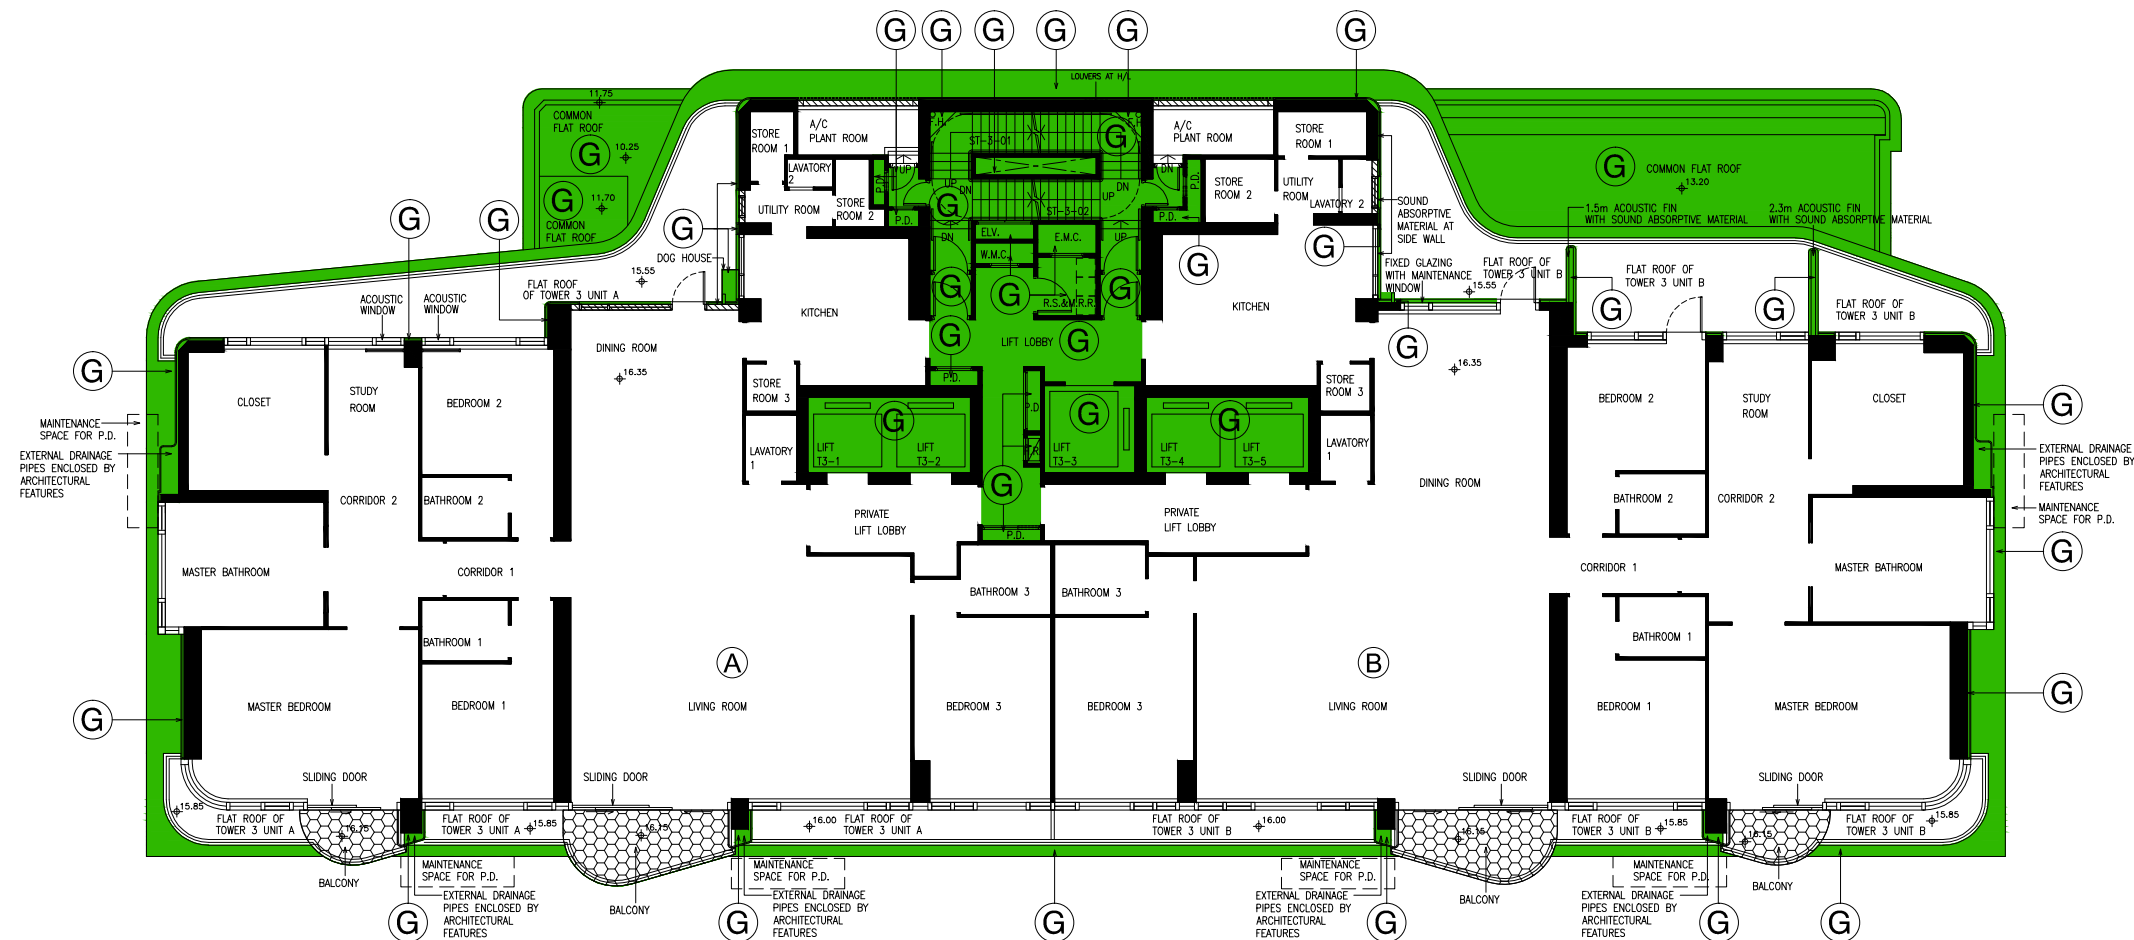 G G G G G G
LOUVERS AT H/L
11.75
COMMON
FLAT ROOF
G
10.25
G
11.70
COMMON
FLAT ROOF
STORE
ROOM 1
A/C
PLANT ROOM
F.H.
ST-3-01
G
A/C
PLANT ROOM
STORE
ROOM 1
G
COMMON FLAT ROOF
13.20
LAVATORY
2
UP
P.D.
UP
DN
DN
UP
DN
P.D.
STORE
ROOM 2
UTILITY
ROOM
LAVATORY 2
UTILITY ROOM
STORE
ROOM 2
P.D.
G
ST-3-02
P.D.
SOUND
ABSORPTIVE
MATERIAL AT
SIDE WALL
1.5m ACOUSTIC FIN
WITH SOUND ABSORPTIVE MATERIAL
2.3m ACOUSTIC FIN
WITH SOUND ABSORPTIVE MATERIAL
G
G
G
DN
ELV.
E.M.C.
UP
W.M.C.
G
G
DOG HOUSE
15.55
FLAT ROOF
OF TOWER 3 UNIT A
G
G
G
R.S.&M.R.R.
FIXED GLAZING
WITH MAINTENANCE
WINDOW
15.55
FLAT ROOF OF
TOWER 3 UNIT B
FLAT ROOF OF
TOWER 3 UNIT B
FLAT ROOF OF
TOWER 3 UNIT B
ACOUSTIC
WINDOW
ACOUSTIC
WINDOW
KITCHEN
KITCHEN
G
G
G
DINING ROOM
16.35
G
LIFT LOBBY
G
G
16.35
G
CLOSET
STUDY
ROOM
BEDROOM 2
STORE
ROOM 3
P.D.
P.D.
STORE
ROOM 3
BEDROOM 2
STUDY
ROOM
CLOSET
G
G
G
G
MAINTENANCE
SPACE FOR P.D.
EXTERNAL DRAINAGE
PIPES ENCLOSED BY
ARCHITECTURAL
FEATURES
LAVATORY
1
LIFT
T3-1
LIFT
T3-2
LIFT
T3-3
LIFT
T3-4
LIFT
T3-5
LAVATORY
1
EXTERNAL DRAINAGE
PIPES ENCLOSED BY
ARCHITECTURAL
FEATURES
MAINTENANCE
SPACE FOR P.D.
G
DINING ROOM
CORRIDOR 2
BATHROOM 2
PRIVATE
LIFT LOBBY
P.D.
PRIVATE
LIFT LOBBY
BATHROOM 2
CORRIDOR 2
G
MASTER BATHROOM
CORRIDOR 1
BATHROOM 3
BATHROOM 3
CORRIDOR 1
MASTER BATHROOM
BATHROOM 1
BATHROOM 1
A
B
G
MASTER BEDROOM
BEDROOM 1
LIVING ROOM
BEDROOM 3
BEDROOM 3
LIVING ROOM
BEDROOM 1
MASTER BEDROOM
G
SLIDING DOOR
SLIDING DOOR
SLIDING DOOR
SLIDING DOOR
15.85
FLAT ROOF OF
TOWER 3 UNIT A
16.15
FLAT ROOF OF
TOWER 3 UNIT A
15.85
16.15
16.00
FLAT ROOF OF
TOWER 3 UNIT A
FLAT ROOF OF
TOWER 3 UNIT B
16.00
16.15
FLAT ROOF OF
TOWER 3 UNIT B
15.85
16.15
FLAT ROOF OF
TOWER 3 UNIT B
15.85
BALCONY
MAINTENANCE
SPACE FOR P.D.
BALCONY
MAINTENANCE
SPACE FOR P.D.
MAINTENANCE
SPACE FOR P.D.
BALCONY
MAINTENANCE
SPACE FOR P.D.
BALCONY
G
EXTERNAL DRAINAGE
PIPES ENCLOSED BY
ARCHITECTURAL
FEATURES
G
EXTERNAL DRAINAGE
PIPES ENCLOSED BY
ARCHITECTURAL
FEATURES
G
EXTERNAL DRAINAGE
PIPES ENCLOSED BY
ARCHITECTURAL
FEATURES
G
EXTERNAL DRAINAGE
PIPES ENCLOSED BY
ARCHITECTURAL
FEATURES
G
G